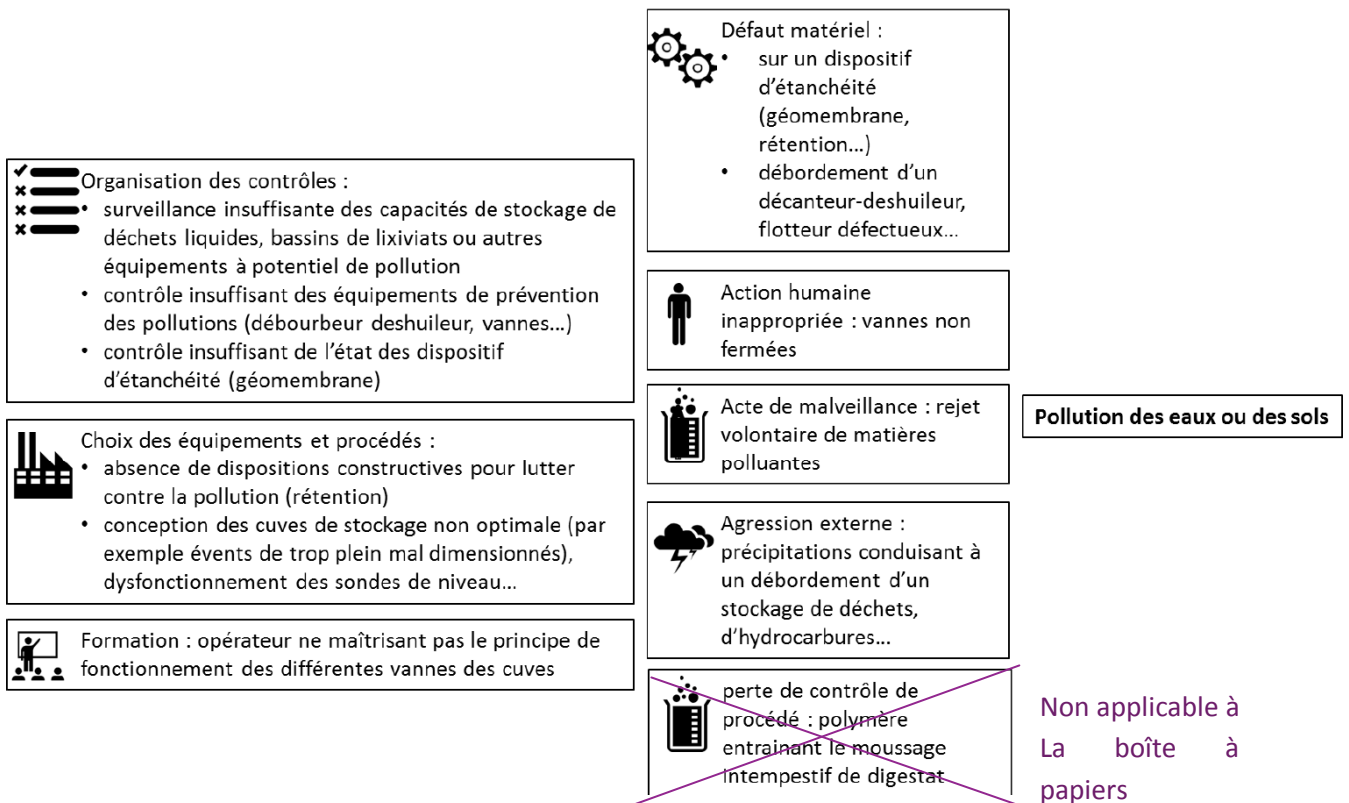 Organisation des contrôles :
• surveillance insuffisante des capacités de stockage de
déchets liquides, bassins de lixiviats ou autres
équipements à potentiel de pollution
• contrôle insuffisant des équipements de prévention
des pollutions (débourbeur deshuileur, vannes…)
• contrôle insuffisant de l'état des dispositif
d'étanchéité (géomembrane)
Choix des équipements et procédés :
• absence de dispositions constructives pour lutter
contre la pollution (rétention)
• conception des cuves de stockage non optimale (par
exemple évents de trop plein mal dimensionnés),
dysfonctionnement des sondes de niveau…
Formation : opérateur ne maîtrisant pas le principe de
fonctionnement des différentes vannes des cuves
Défaut matériel :
• sur un dispositif
d'étanchéité
(géomembrane,
rétention…)
• débordement d'un
décanteur-deshuileur,
flotteur défectueux…
Action humaine
inappropriée : vannes non
fermées
Acte de malveillance : rejet
volontaire de matières
polluantes
Agression externe :
précipitations conduisant à
un débordement d'un
stockage de déchets,
d'hydrocarbures…
perte de contrôle de
procédé : polymère
entrainant le moussage
intempestif de digestat
Pollution des eaux ou des sols
Non applicable à
La boîte à
papiers